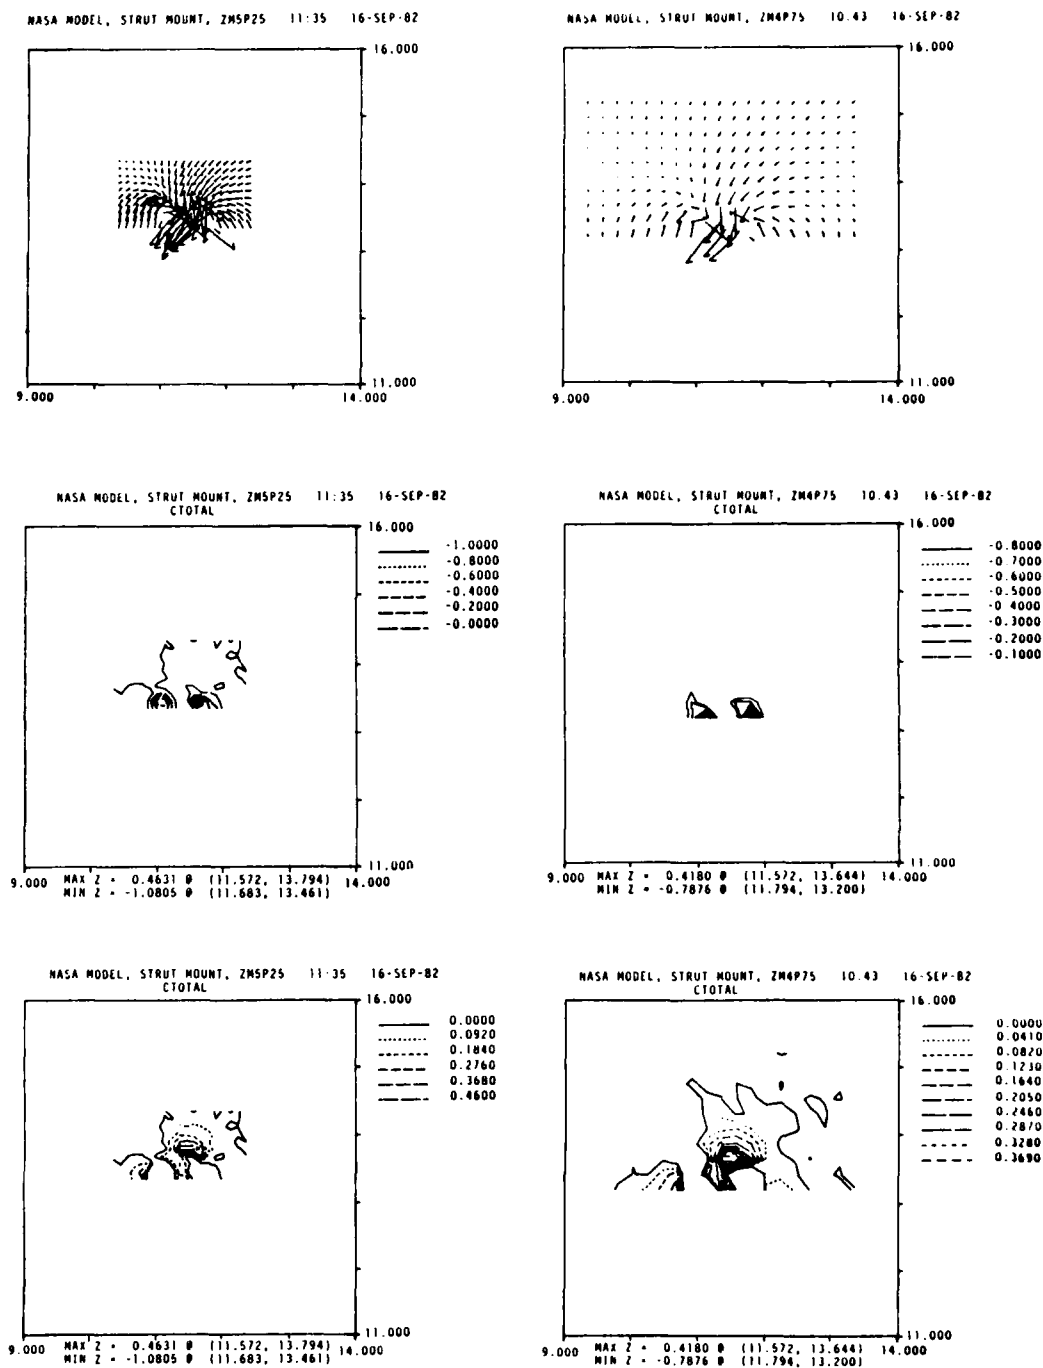 NASA MODEL, STRUT MOUNT, ZM5P25 11:35 16-SEP-82
16.000
11.000
9.000 14.000
NASA MODEL, STRUT MOUNT, ZM4P75 10.43 16-SEP-82
16.000
11.000
9.000 14.000
NASA MODEL, STRUT MOUNT, ZM5P25 11:35 16-SEP-82
CTOTAL
16.000
-1.0000
-0.8000
-0.6000
-0.4000
-0.2000
-0.0000
11.000
9.000 14.000
MAX Z = 0.4631 @ (11.572, 13.794)
MIN Z = -1.0805 @ (11.683, 13.461)
NASA MODEL, STRUT MOUNT, ZM4P75 10.43 16-SEP-82
CTOTAL
16.000
-0.8000
-0.7000
-0.6000
-0.5000
-0.4000
-0.3000
-0.2000
-0.1000
11.000
9.000 14.000
MAX Z = 0.4180 @ (11.572, 13.644)
MIN Z = -0.7876 @ (11.794, 13.200)
NASA MODEL, STRUT MOUNT, ZM5P25 11:35 16-SEP-82
CTOTAL
16.000
0.0000
0.0920
0.1840
0.2760
0.3680
0.4600
11.000
9.000 14.000
MAX Z = 0.4631 @ (11.572, 13.794)
MIN Z = -1.0805 @ (11.683, 13.461)
NASA MODEL, STRUT MOUNT, ZM4P75 10.43 16-SEP-82
CTOTAL
16.000
0.0000
0.0410
0.0820
0.1230
0.1640
0.2050
0.2460
0.2870
0.3280
0.3690
11.000
9.000 14.000
MAX Z = 0.4180 @ (11.572, 13.644)
MIN Z = -0.7876 @ (11.794, 13.200)